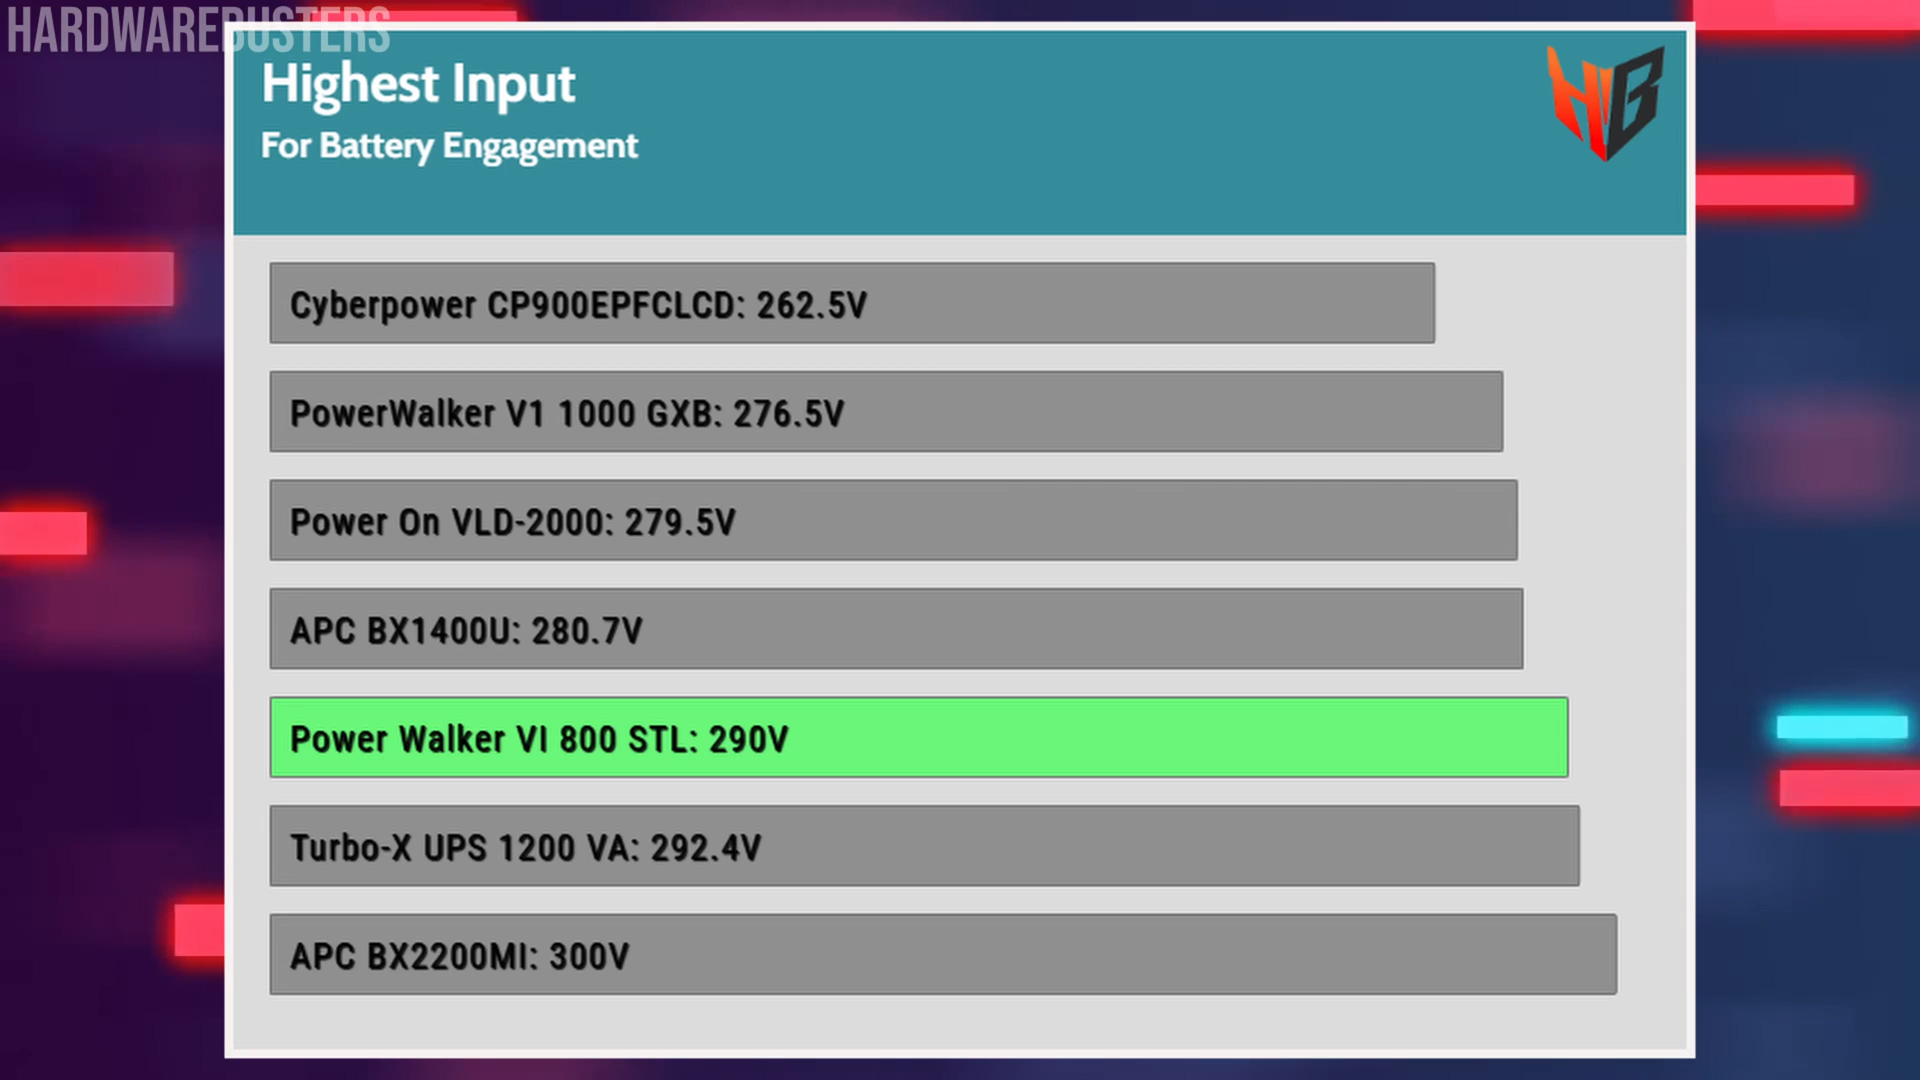 HARDWAREBUSTERS
Highest Input
For Battery Engagement
HB
Cyberpower CP900EPFCLCD: 262.5V
PowerWalker V1 1000 GXB: 276.5V
Power On VLD-2000: 279.5V
APC BX1400U: 280.7V
Power Walker VI 800 STL: 290V
Turbo-X UPS 1200 VA: 292.4V
APC BX2200MI: 300V